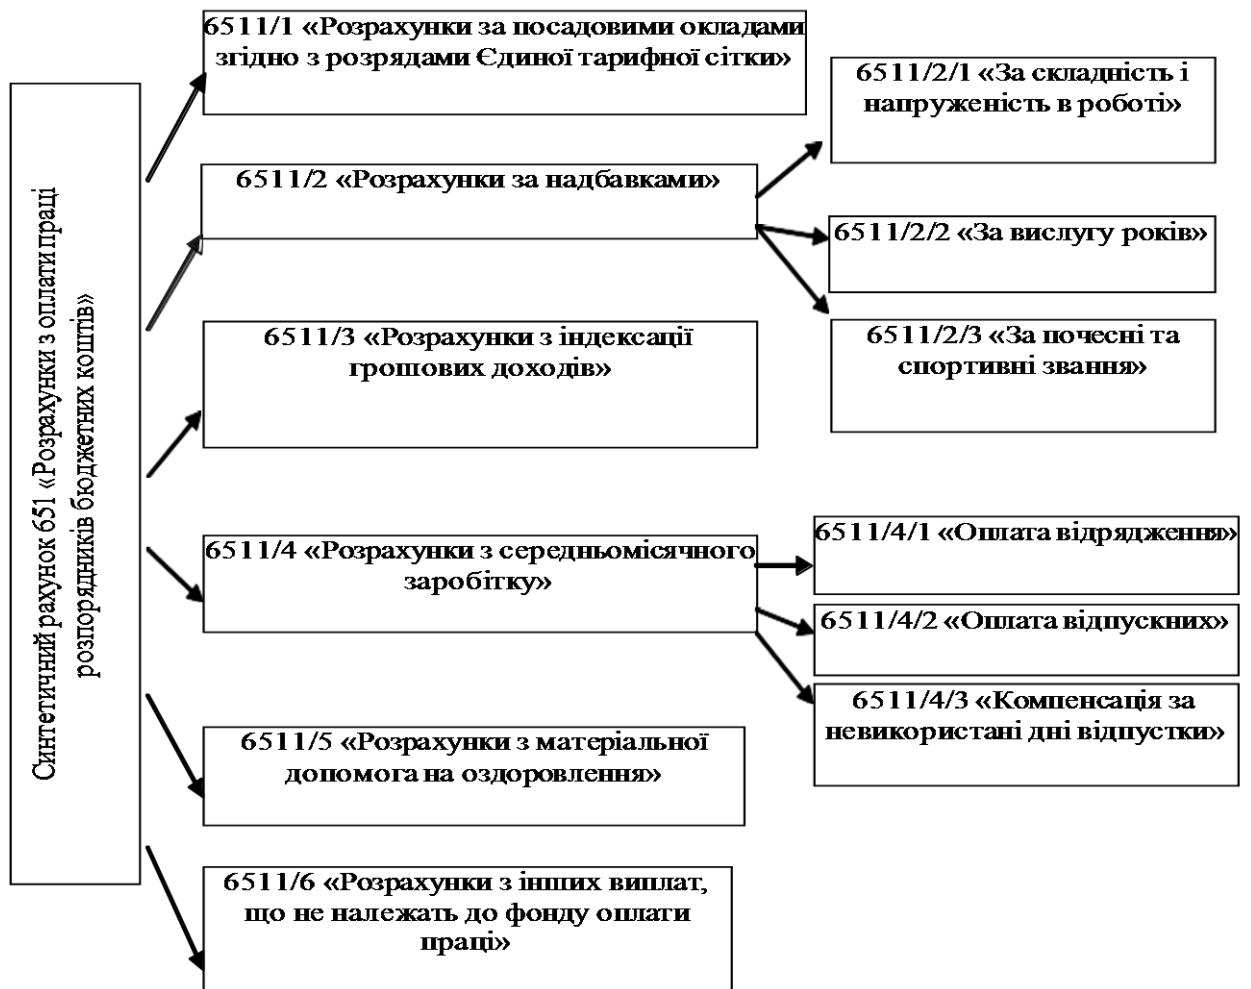 Синтетичний рахунок 651 «Розрахунки з оплати праці
розпорядників бюджетних коштів»
6511/1 «Розрахунки за посадовими окладами
згідно з розрядами Єдиної тарифної сітки»
6511/2 «Розрахунки за надбавками»
6511/2/1 «За складність і
напруженість в роботі»
6511/2/2 «За вислугу років»
6511/2/3 «За почесні та
спортивні звання»
6511/3 «Розрахунки з індексації
грошових доходів»
6511/4 «Розрахунки з середньомісячного
заробітку»
6511/4/1 «Оплата відрядження»
6511/4/2 «Оплата відпускних»
6511/4/3 «Компенсація за
невикористані дні відпустки»
6511/5 «Розрахунки з матеріальної
допомога на оздоровлення»
6511/6 «Розрахунки з інших виплат,
що не належать до фонду оплати
праці»